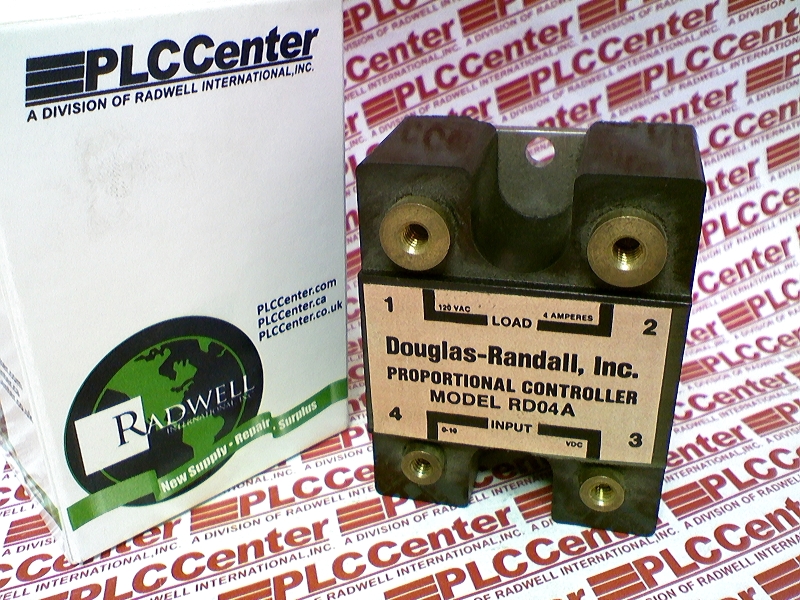 PLCCenter
A DIVISION OF RADWELL INTERNATIONAL, INC.
PLCCenter.com
PLCCenter.ca
PLCCenter.co.uk
RADWELL
INTERNATIONAL INC.
New Supply • Repair • Surplus
1
120 VAC
LOAD
4 AMPERES
2
Douglas-Randall, Inc.
PROPORTIONAL CONTROLLER
MODEL RD04A
4
0-10
INPUT
VDC
3
PLCCenter
A DIVISION OF RADWELL INTERNATIONAL, INC.